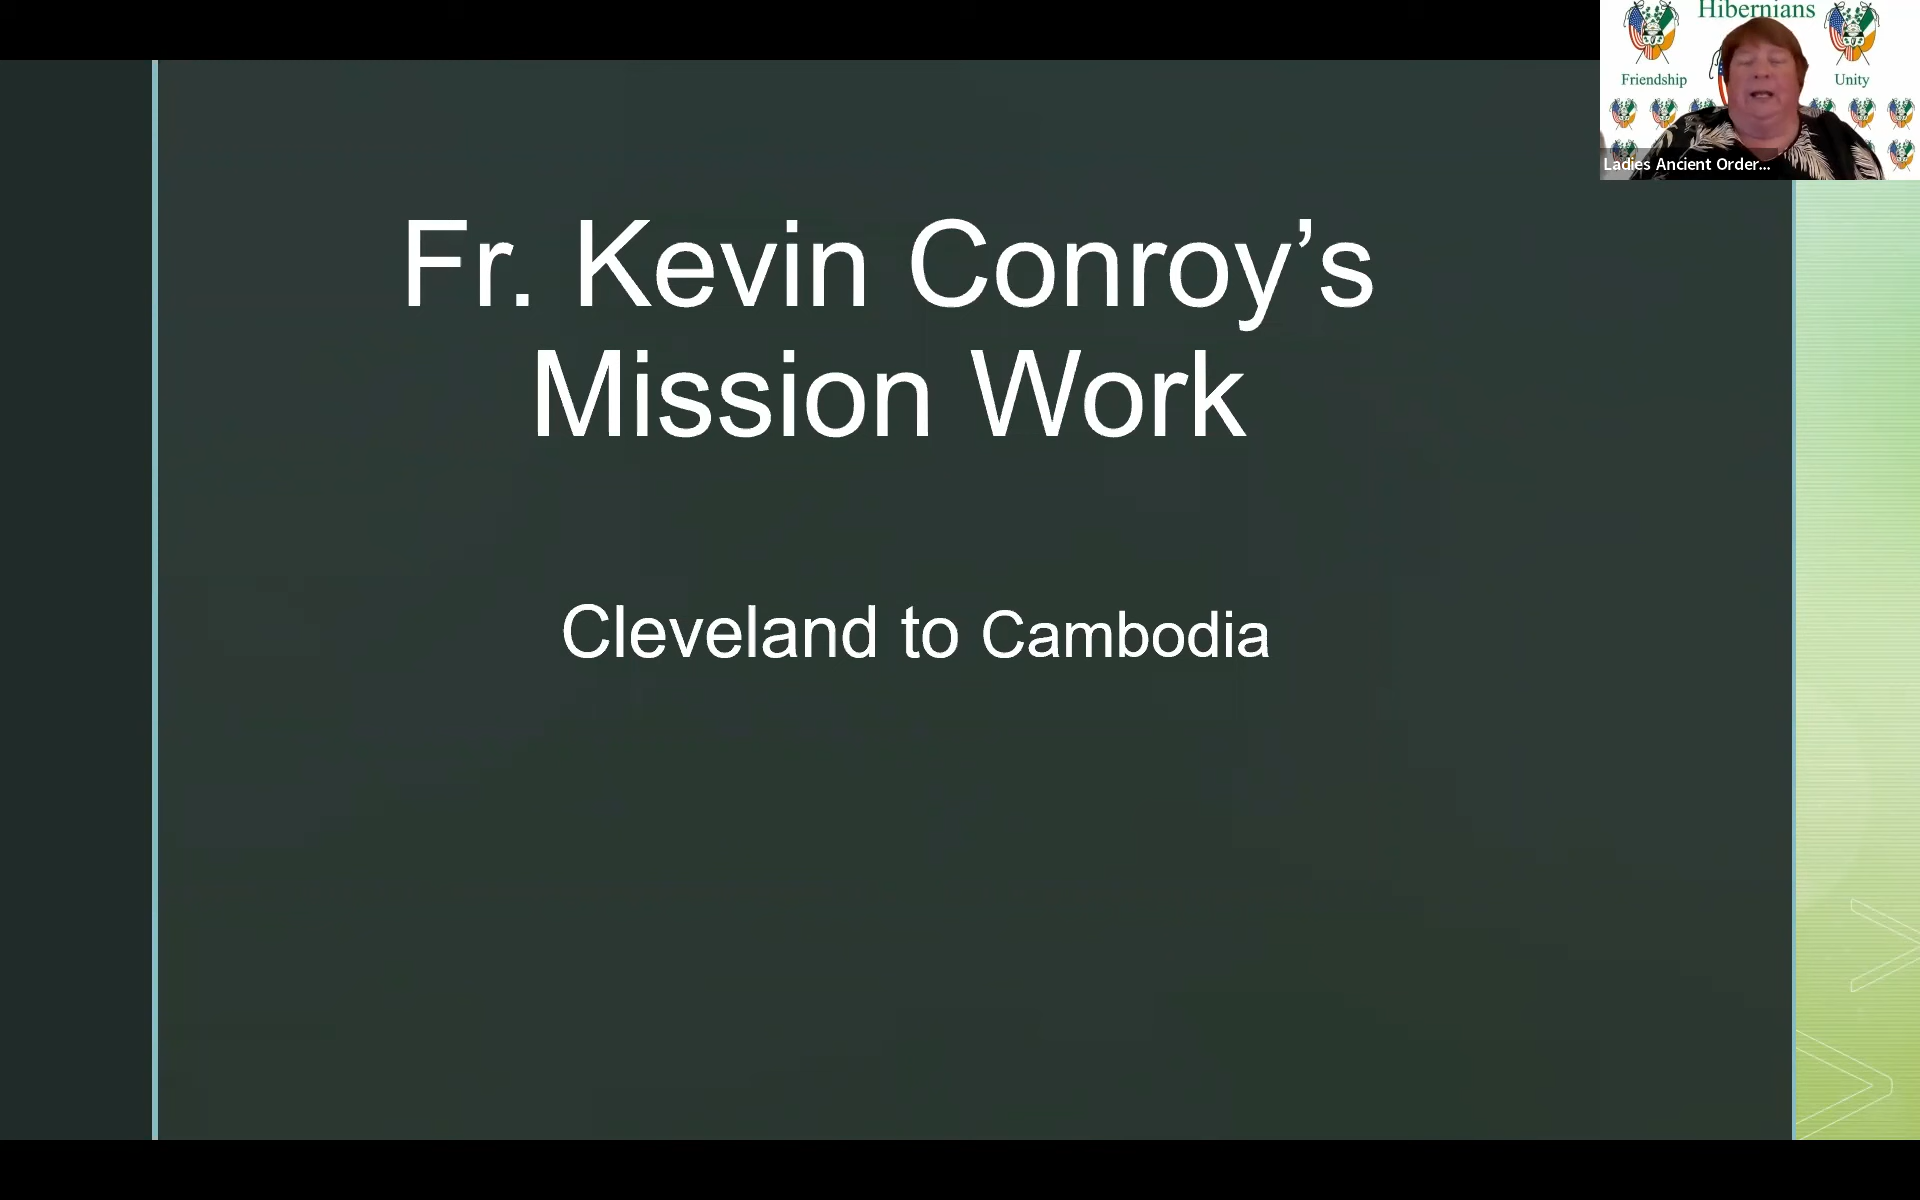 Hibernians
Friendship
Unity
Ladies Ancient Order...
Fr. Kevin Conroy’s
Mission Work
Cleveland to Cambodia